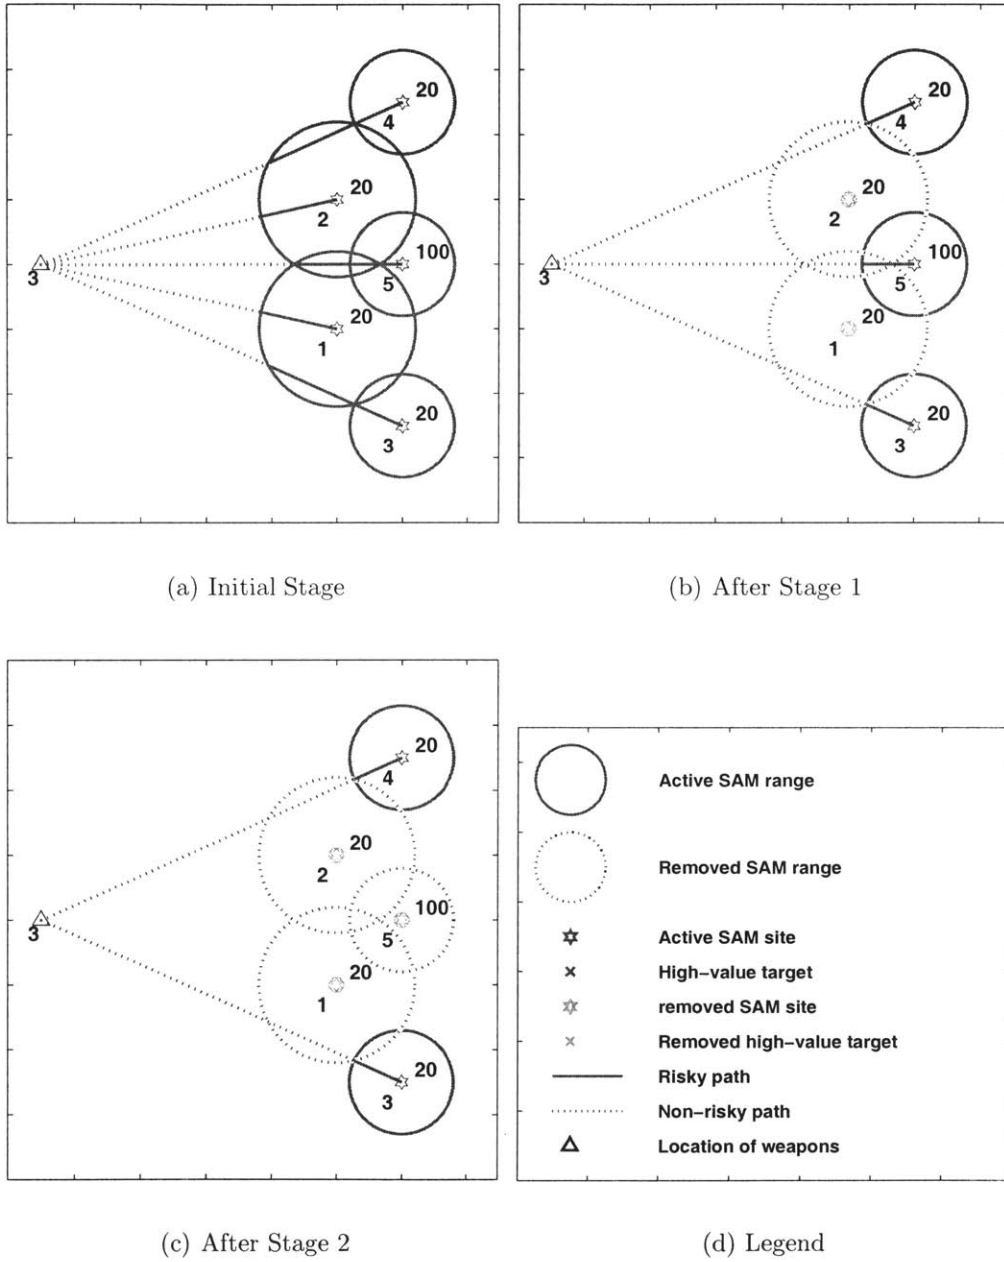 20
4
20
2
100
3
5
20
1
20
3
(a) Initial Stage
20
4
20
2
100
3
5
20
1
20
3
(b) After Stage 1
20
4
20
2
100
3
5
20
1
20
3
(c) After Stage 2
Active SAM range
Removed SAM range
Active SAM site
High-value target
removed SAM site
Removed high-value target
Risky path
Non-risky path
Location of weapons
(d) Legend